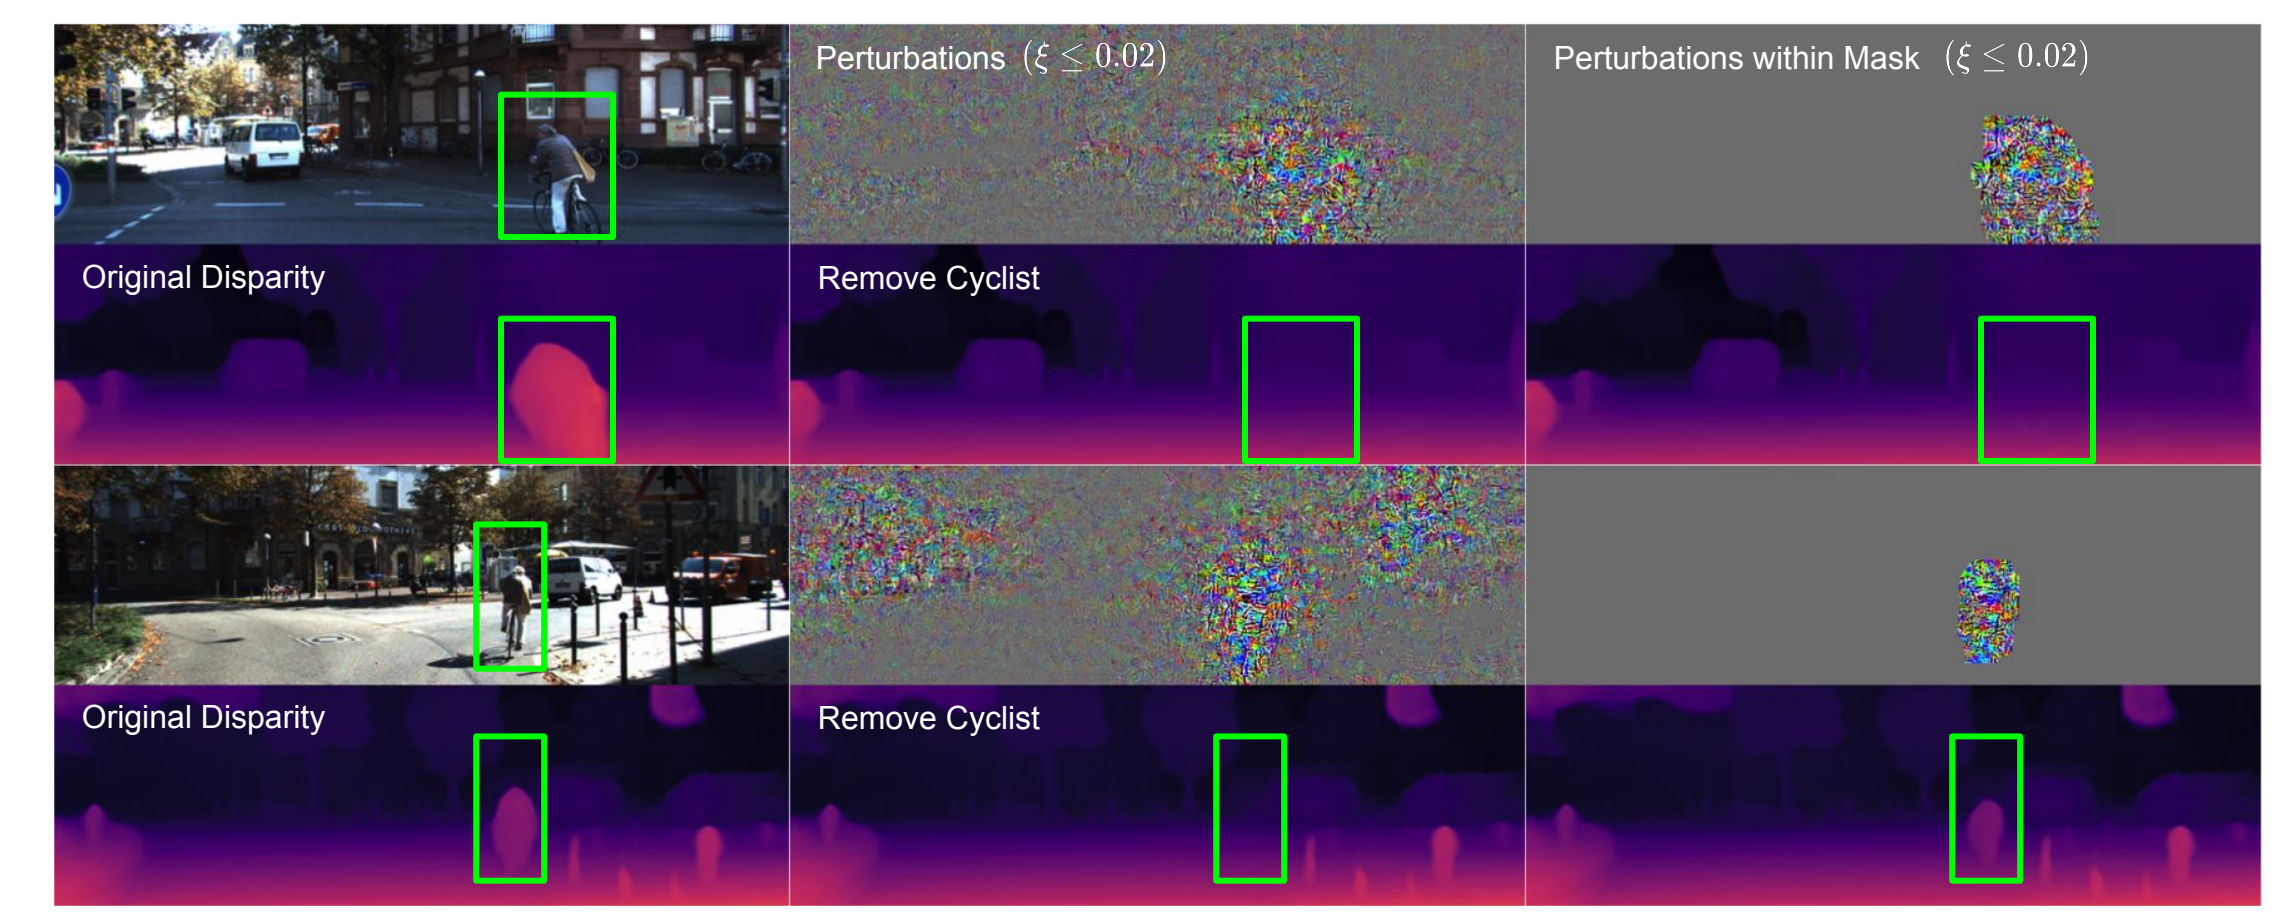 Perturbations (ξ ≤ 0.02)
Perturbations within Mask (ξ ≤ 0.02)
Original Disparity
Remove Cyclist
Original Disparity
Remove Cyclist